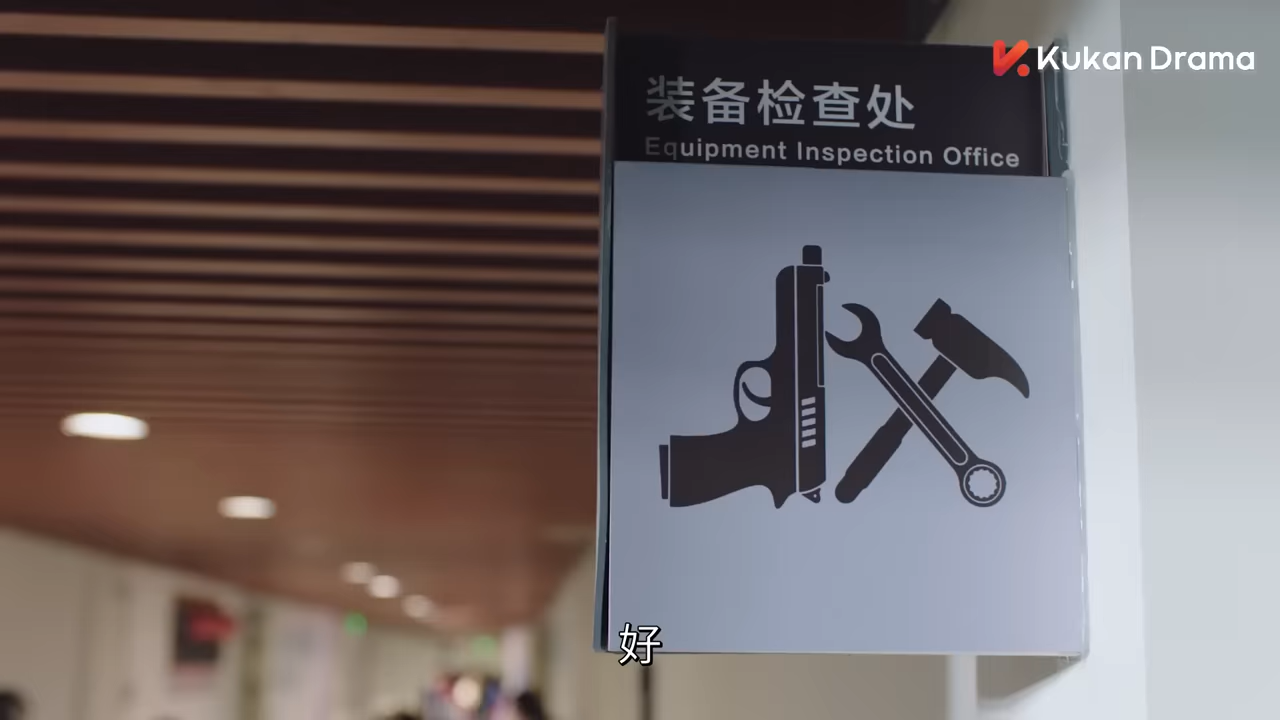 Kukan Drama
装备检查处
Equipment Inspection Office
好